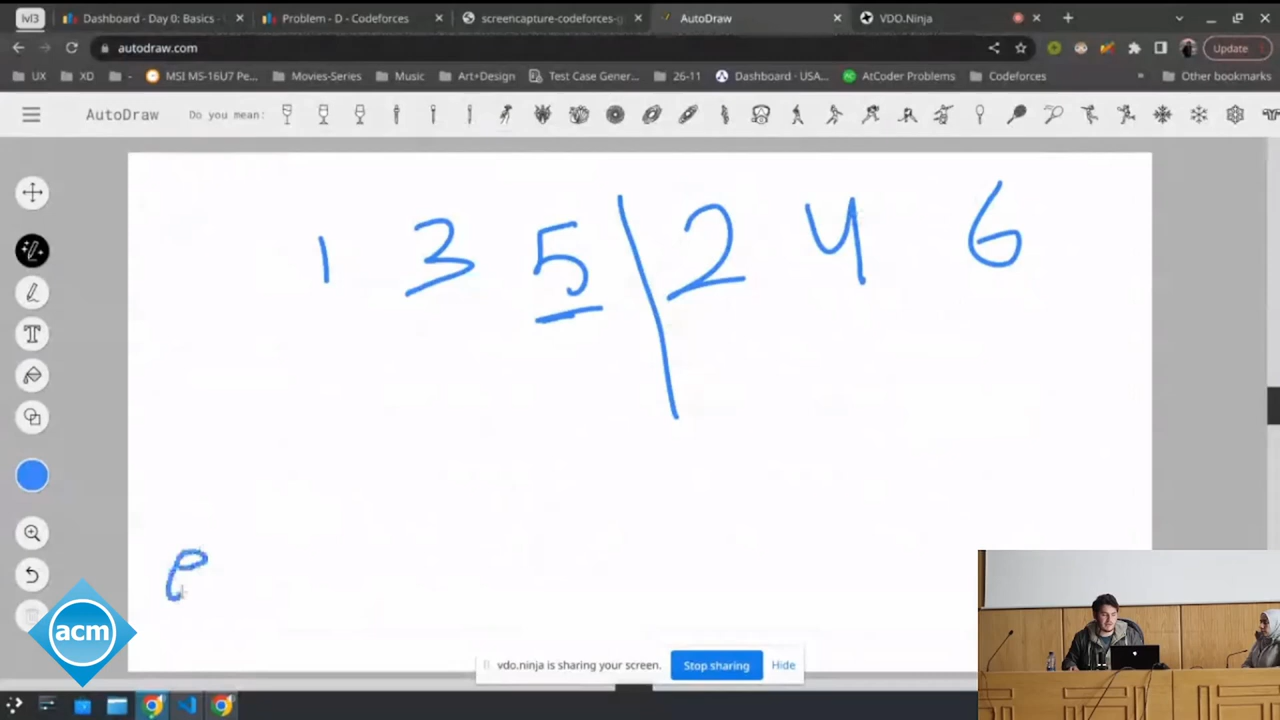 lvl3
Dashboard - Day 0: Basics -
Problem - D - Codeforces
screencapture-codeforces-g
AutoDraw
VDO.Ninja
autodraw.com
Update
UX
XD
-
MSI MS-16U7 Pe...
Movies-Series
Music
Art+Design
Test Case Gener...
26-11
Dashboard - USA...
AtCoder Problems
Codeforces
»
Other bookmarks
AutoDraw
Do you mean:
1 3 5 2 4 6
e
acm
vdo.ninja is sharing your screen.
Stop sharing
Hide